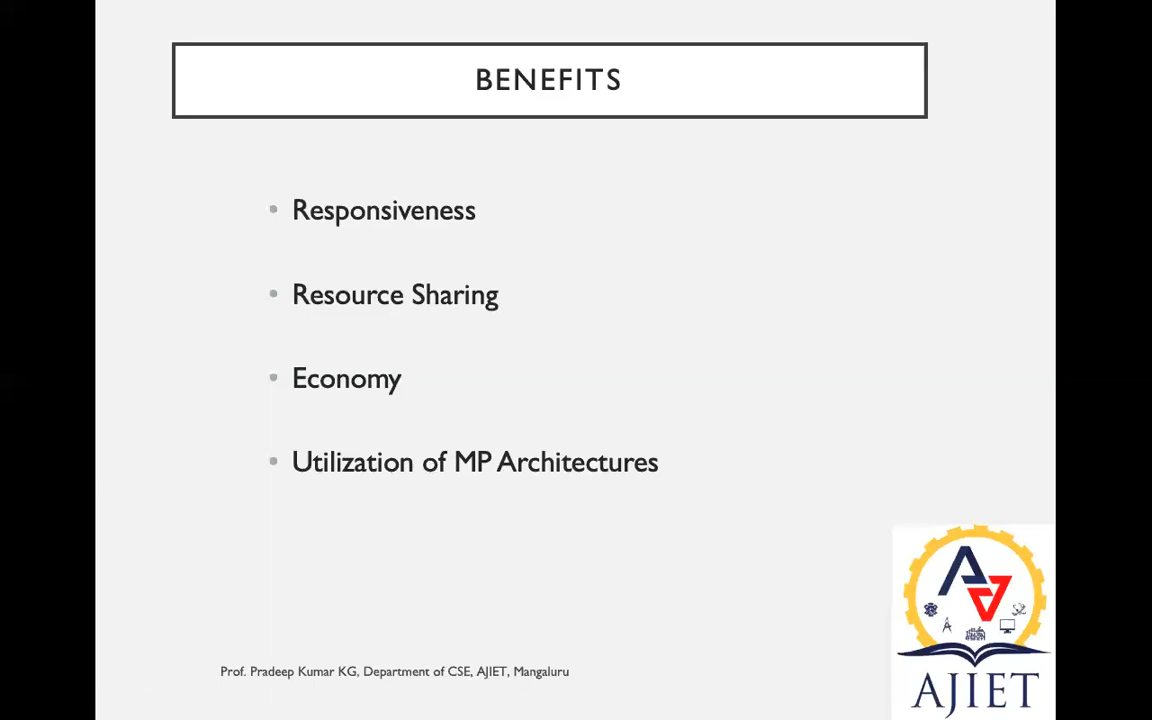 BENEFITS
• Responsiveness
• Resource Sharing
• Economy
• Utilization of MP Architectures
Prof. Pradeep Kumar KG, Department of CSE, AJIET, Mangaluru
AJIET